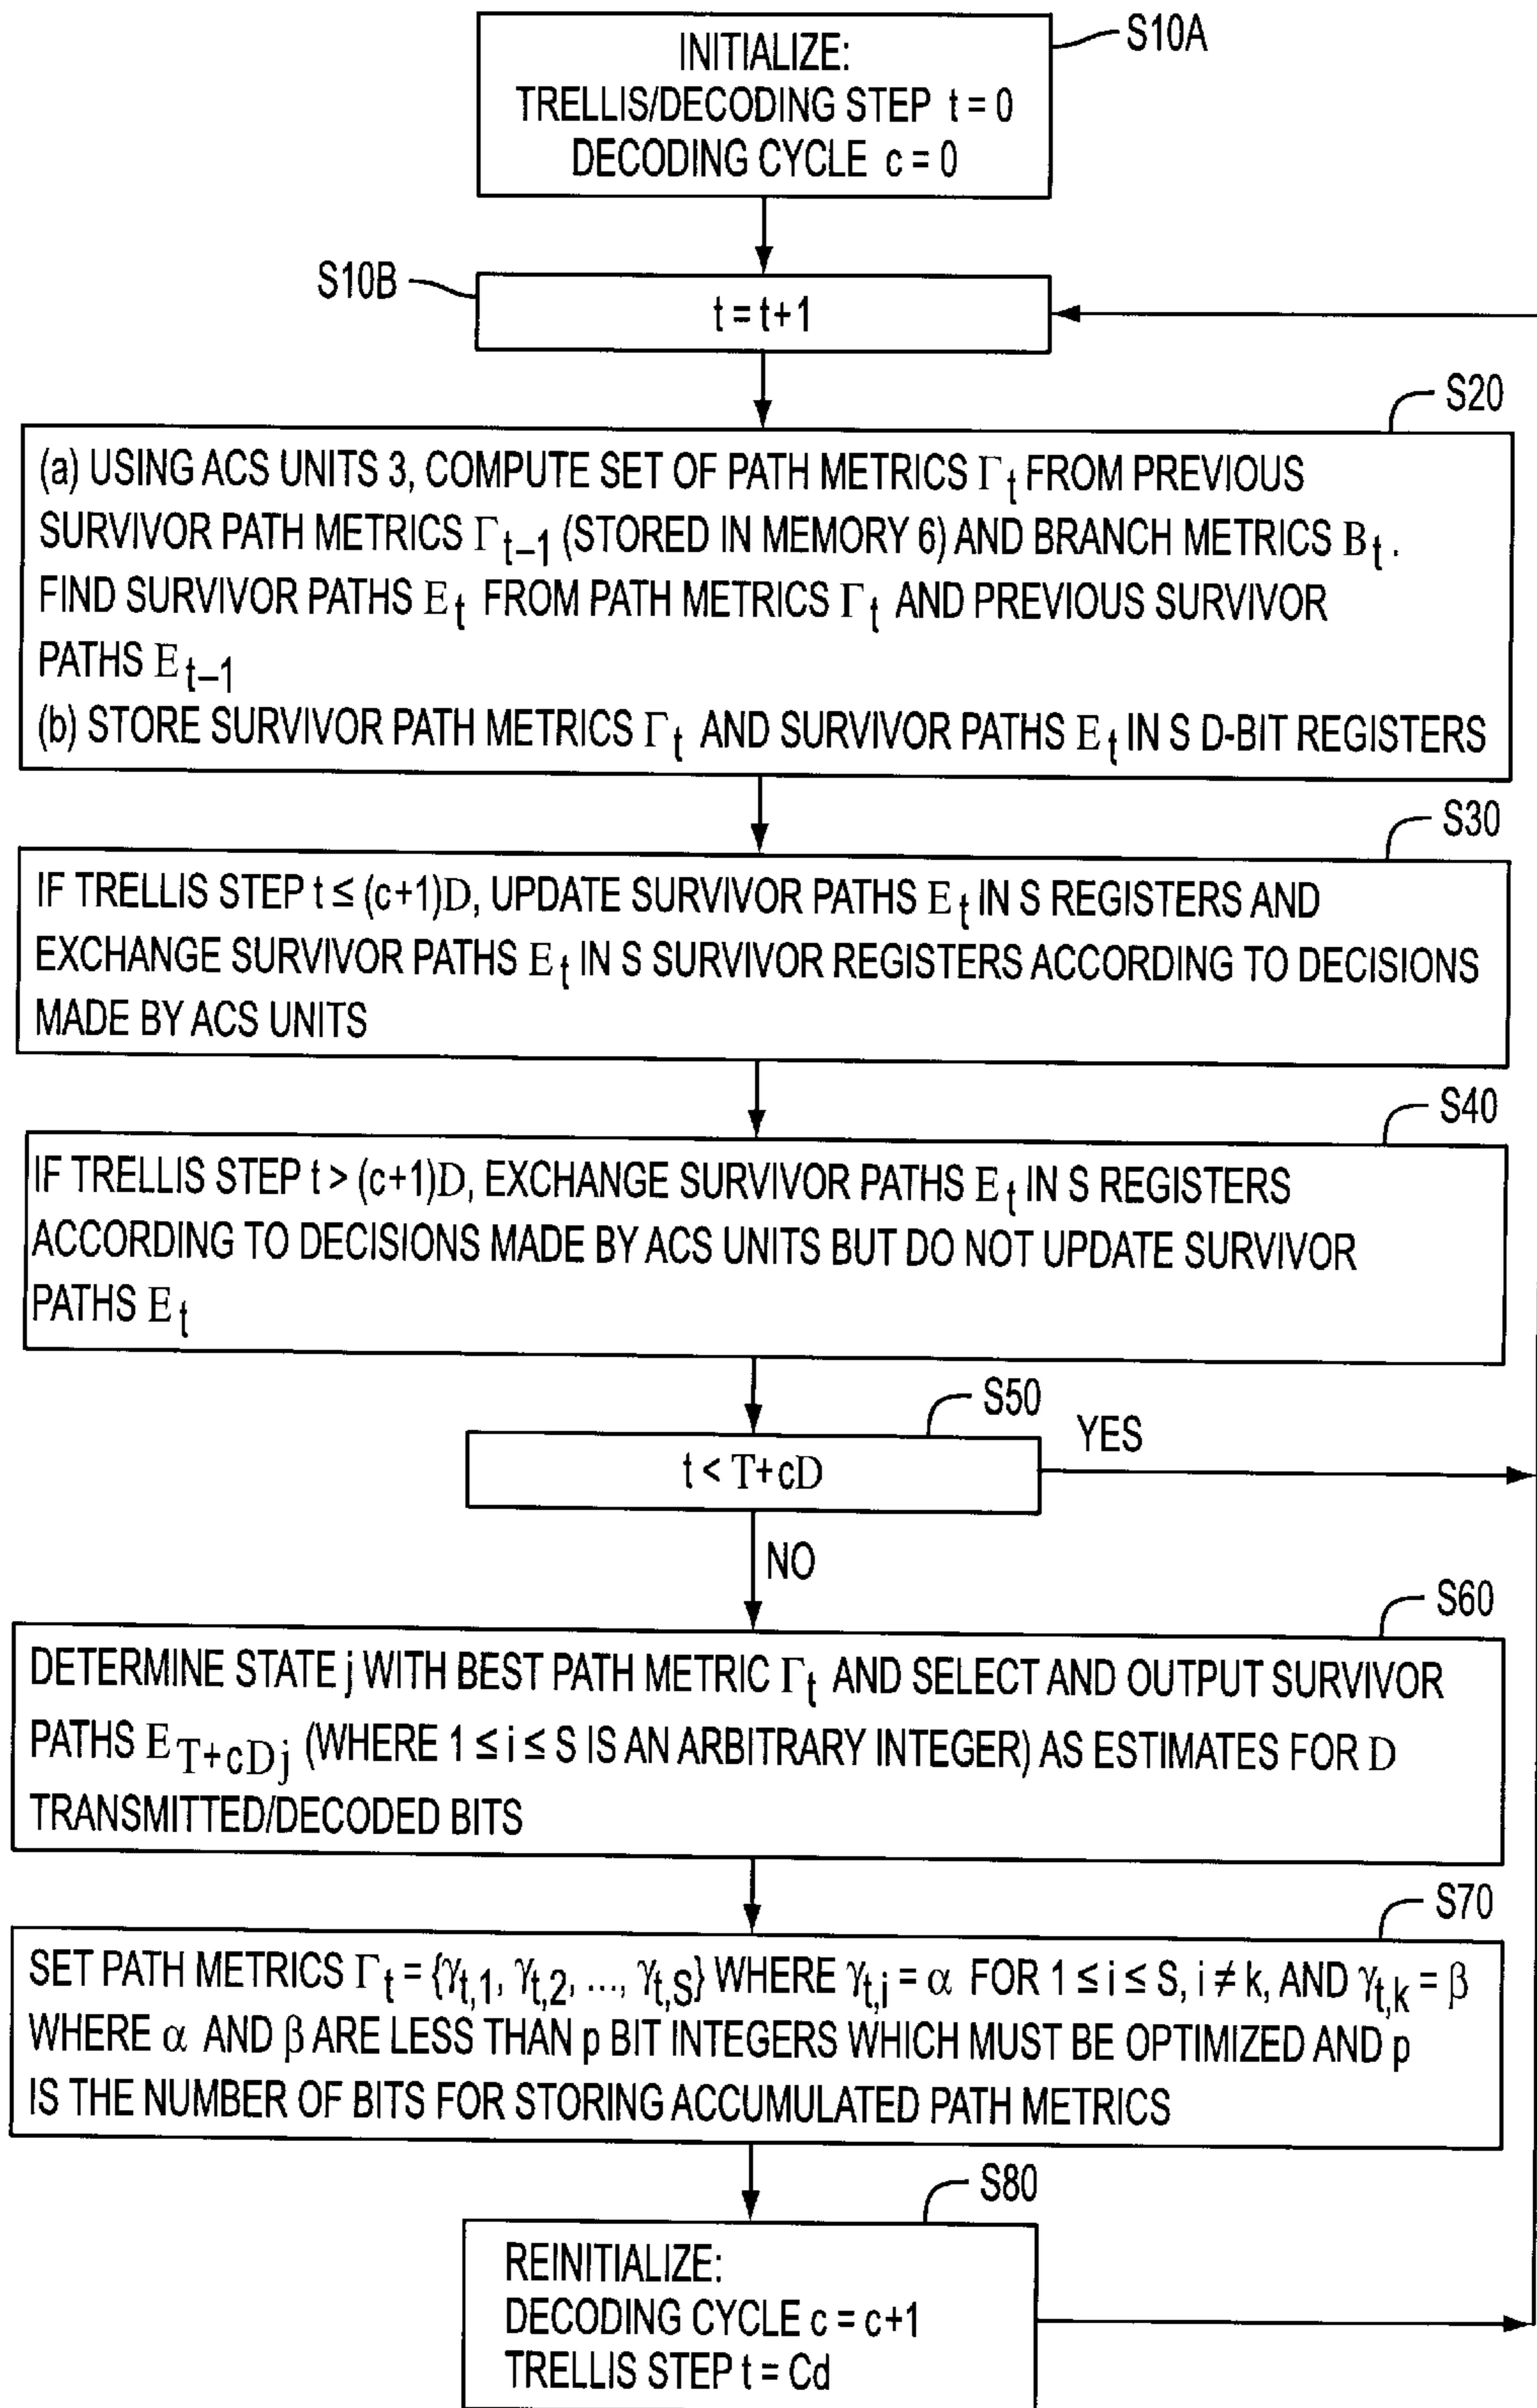 S10A
INITIALIZE:
TRELLIS/DECODING STEP t = 0
DECODING CYCLE c = 0
S10B
t = t+1
S20
(a) USING ACS UNITS 3, COMPUTE SET OF PATH METRICS Γt FROM PREVIOUS
SURVIVOR PATH METRICS Γt–1 (STORED IN MEMORY 6) AND BRANCH METRICS Bt.
FIND SURVIVOR PATHS Et FROM PATH METRICS Γt AND PREVIOUS SURVIVOR
PATHS Et–1
(b) STORE SURVIVOR PATH METRICS Γt AND SURVIVOR PATHS Et IN S D-BIT REGISTERS
S30
IF TRELLIS STEP t ≤ (c+1)D, UPDATE SURVIVOR PATHS Et IN S REGISTERS AND
EXCHANGE SURVIVOR PATHS Et IN S SURVIVOR REGISTERS ACCORDING TO DECISIONS
MADE BY ACS UNITS
S40
IF TRELLIS STEP t > (c+1)D, EXCHANGE SURVIVOR PATHS Et IN S REGISTERS
ACCORDING TO DECISIONS MADE BY ACS UNITS BUT DO NOT UPDATE SURVIVOR
PATHS Et
S50
t < T+cD
YES
NO
S60
DETERMINE STATE j WITH BEST PATH METRIC Γt AND SELECT AND OUTPUT SURVIVOR
PATHS ET+cDj (WHERE 1 ≤ i ≤ S IS AN ARBITRARY INTEGER) AS ESTIMATES FOR D
TRANSMITTED/DECODED BITS
S70
SET PATH METRICS Γt = {γt,1, γt,2, ..., γt,S} WHERE γt,i = α FOR 1 ≤ i ≤ S, i ≠ k, AND γt,k = β
WHERE α AND β ARE LESS THAN p BIT INTEGERS WHICH MUST BE OPTIMIZED AND p
IS THE NUMBER OF BITS FOR STORING ACCUMULATED PATH METRICS
S80
REINITIALIZE:
DECODING CYCLE c = c+1
TRELLIS STEP t = Cd